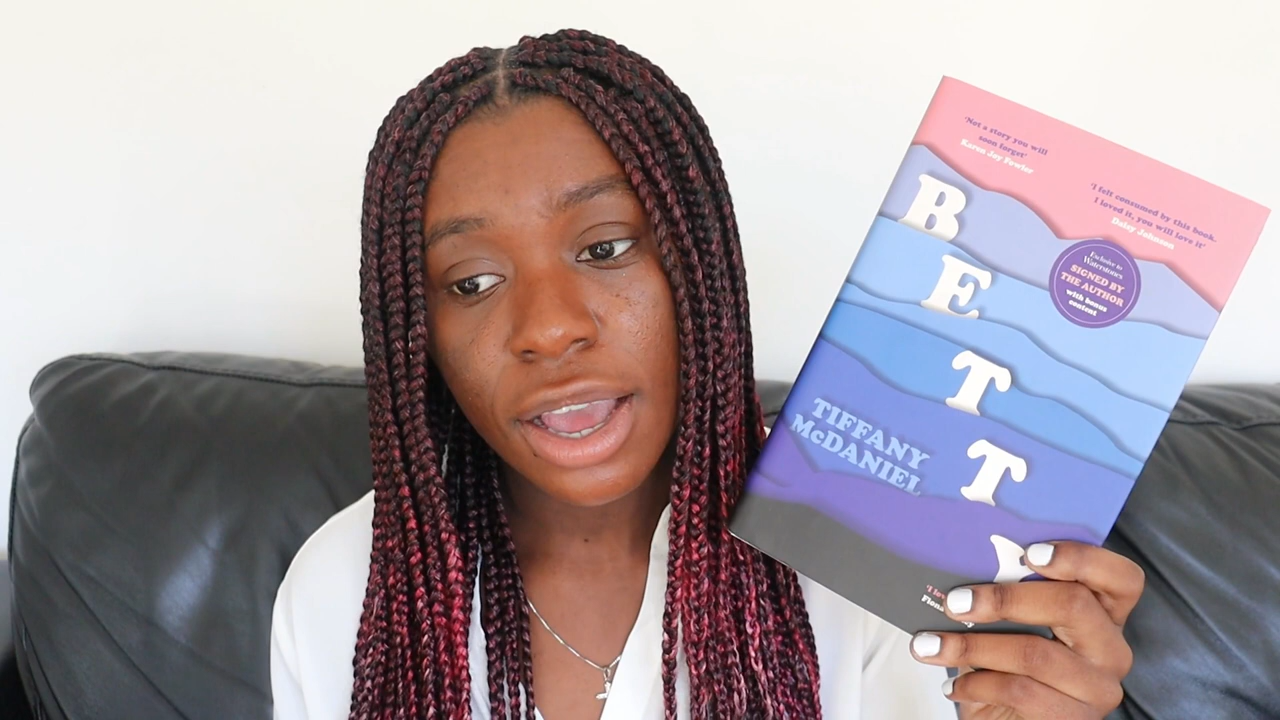 'Not a story you will
soon forget'
Karen Joy Fowler
'I felt consumed by this book.
I loved it, you will love it'
Daisy Johnson
Exclusive to
Waterstones
SIGNED BY
THE AUTHOR
with bonus
content
B
E
T
T
TIFFANY
McDANIEL